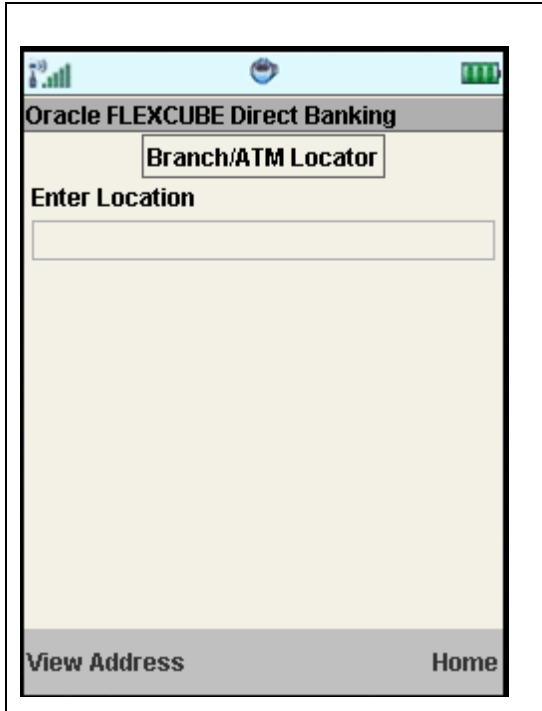 Oracle FLEXCUBE Direct Banking
Branch/ATM Locator
Enter Location
View Address Home